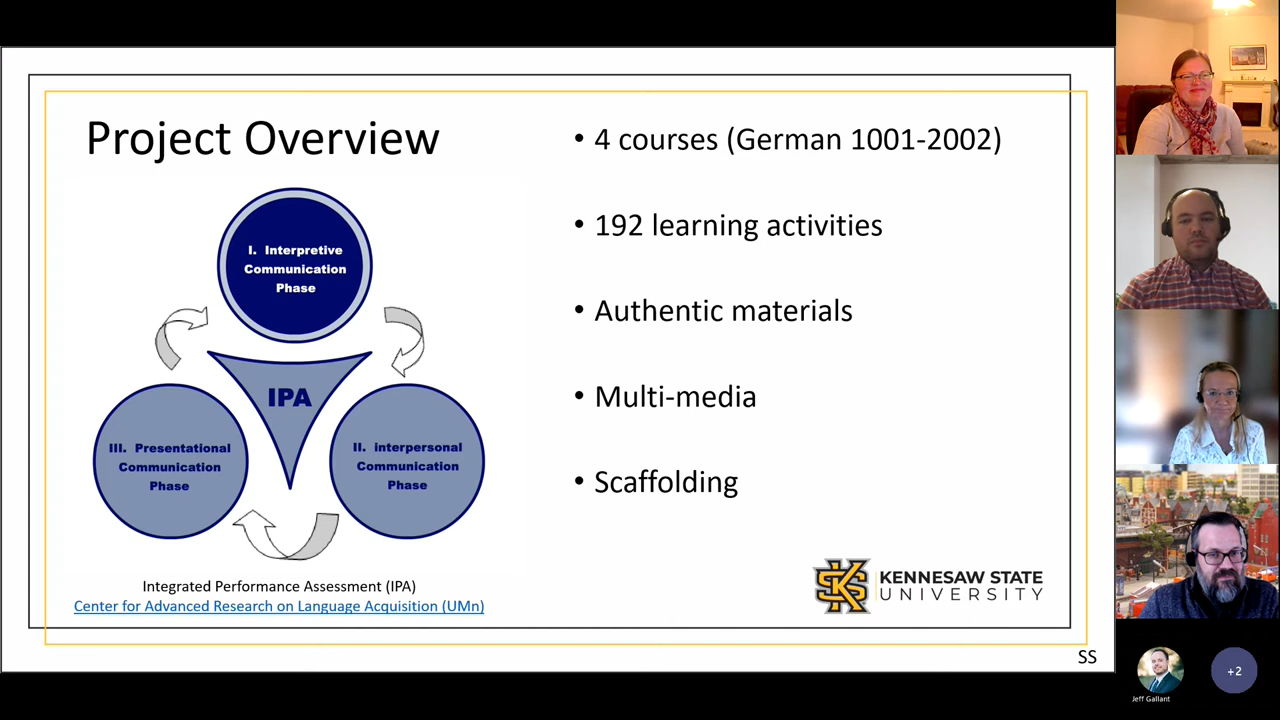 Project Overview
I. Interpretive
Communication
Phase
IPA
III. Presentational
Communication
Phase
II. interpersonal
Communication
Phase
Integrated Performance Assessment (IPA)
Center for Advanced Research on Language Acquisition (UMn)
• 4 courses (German 1001-2002)
• 192 learning activities
• Authentic materials
• Multi-media
• Scaffolding
KS
KENNESAW STATE
UNIVERSITY
SS
Jeff Gallant
+2